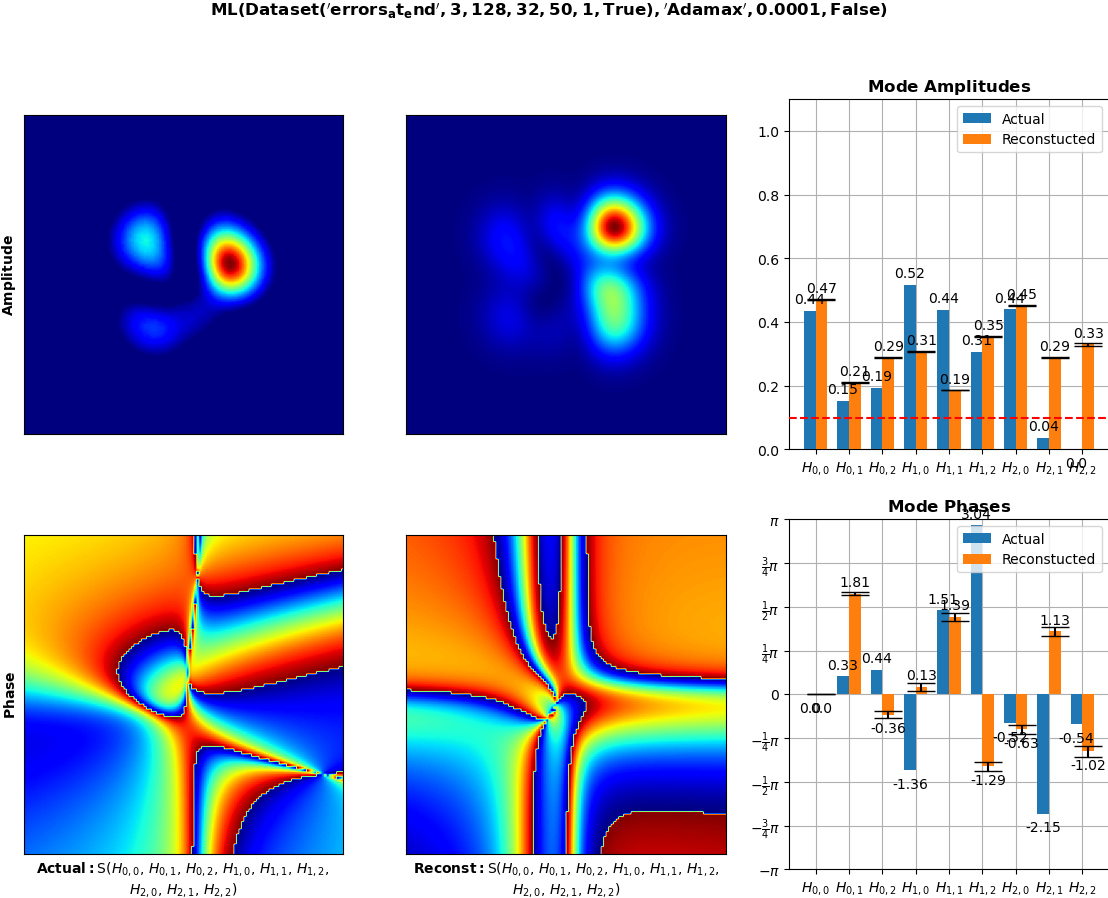 ML(Dataset('errors_at_end', 3, 128, 32, 50, 1, True), 'Adamax', 0.0001, False)
Amplitude
Mode Amplitudes
Actual
Reconstucted
1.0
0.8
0.6
0.4
0.2
0.0
0.44 0.47
0.15 0.21
0.19 0.29
0.52 0.31
0.44 0.19
0.31 0.35
0.44 0.45
0.04 0.29
0.0 0.33
H0,0 H0,1 H0,2 H1,0 H1,1 H1,2 H2,0 H2,1 H2,2
Phase
Actual: S(H0,0, H0,1, H0,2, H1,0, H1,1, H1,2,
H2,0, H2,1, H2,2)
Reconst: S(H0,0, H0,1, H0,2, H1,0, H1,1, H1,2,
H2,0, H2,1, H2,2)
Mode Phases
Actual
Reconstucted
π
3/4π
1/2π
1/4π
0
−1/4π
−1/2π
−3/4π
−π
0.0 0.0
0.33 1.81
0.44 -0.36
-1.36 0.13
1.51 1.39
3.04 -1.29
-0.52 -0.63
-2.15 1.13
-0.54 -1.02
H0,0 H0,1 H0,2 H1,0 H1,1 H1,2 H2,0 H2,1 H2,2